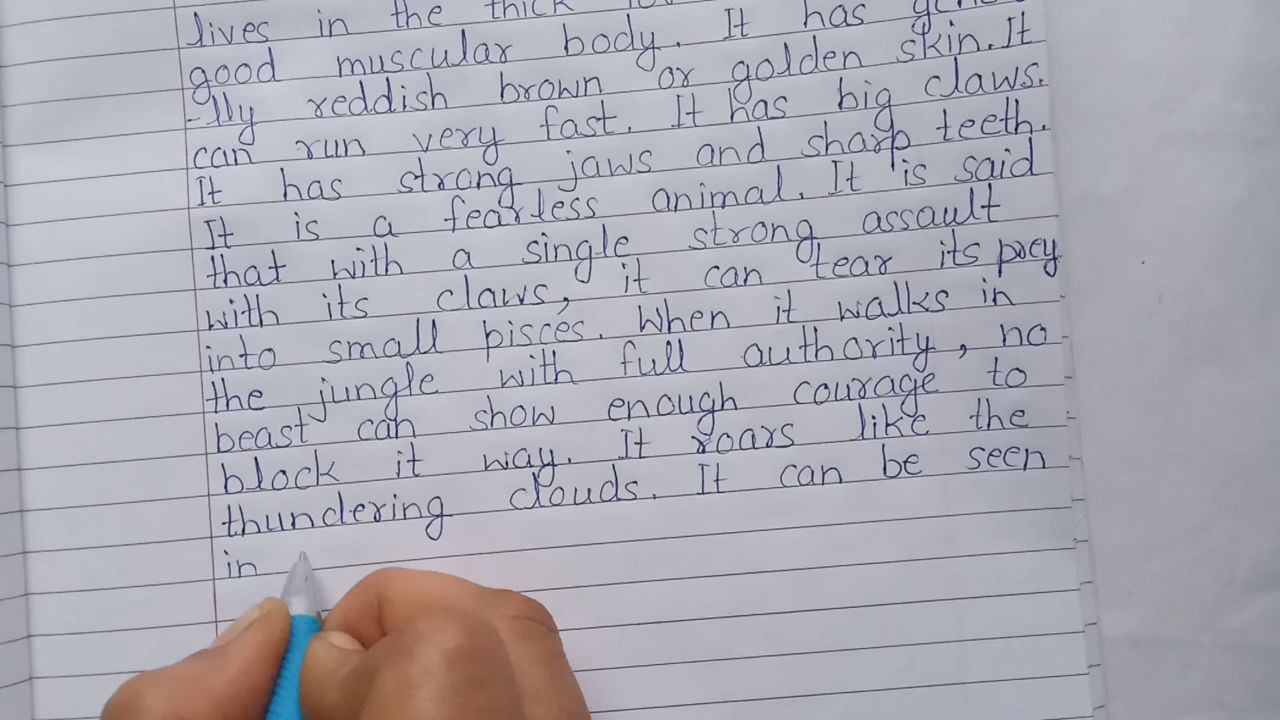 lives in the thick
good muscular body. It has
-lly reddish brown or golden skin. It
can run very fast. It has big claws.
It has strong jaws and sharp teeth.
It is a fearless animal. It is said
that with a single strong assault
with its claws, it can tear its prey
into small pisces. When it walks in
the jungle with full authority, no
beast can show enough courage to
block it way. It roars like the
thundering clouds. It can be seen
in